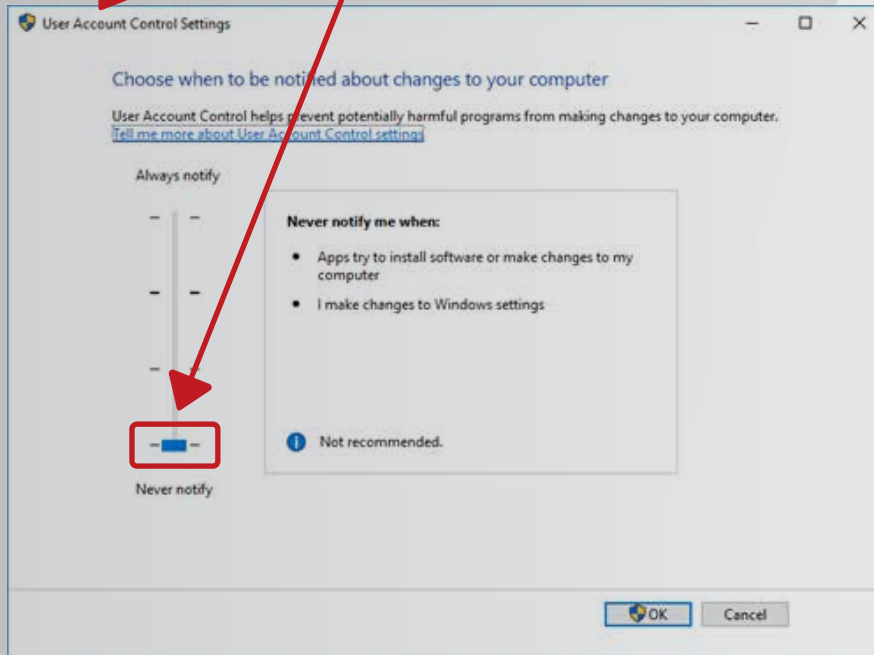 User Account Control Settings
Choose when to be notified about changes to your computer
User Account Control helps prevent potentially harmful programs from making changes to your computer.
Tell me more about User Account Control settings
Always notify
Never notify me when:
• Apps try to install software or make changes to my
computer
• I make changes to Windows settings
Not recommended.
Never notify
OK Cancel